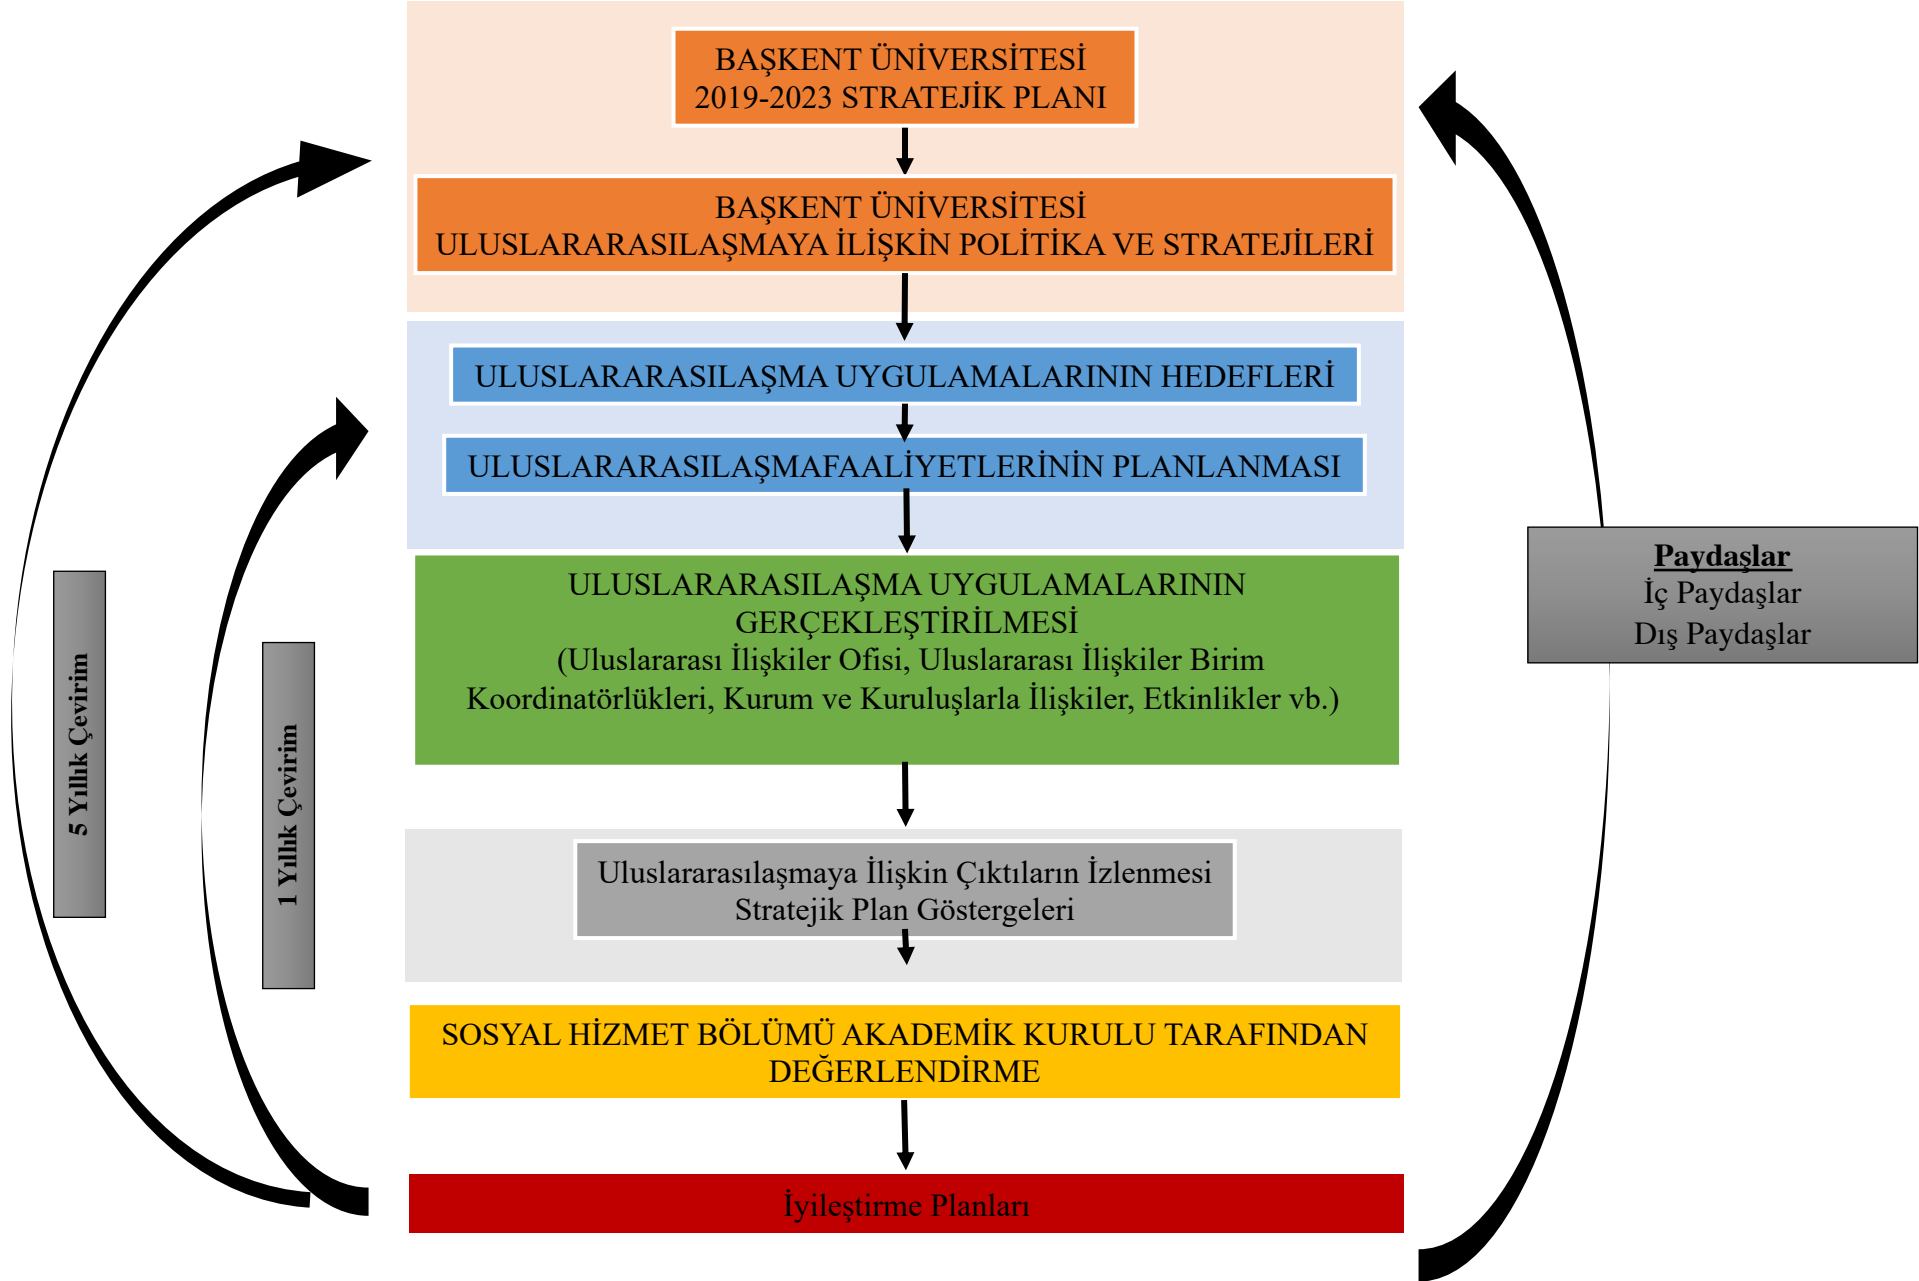 BAŞKENT ÜNİVERSİTESİ
2019-2023 STRATEJİK PLANI
BAŞKENT ÜNİVERSİTESİ
ULUSLARARASILAŞMAYA İLİŞKİN POLİTİKA VE STRATEJİLERİ
ULUSLARARASILAŞMA UYGULAMALARININ HEDEFLERİ
ULUSLARARASILAŞMAFAALİYETLERİNİN PLANLANMASI
ULUSLARARASILAŞMA UYGULAMALARININ
GERÇEKLEŞTİRİLMESİ
(Uluslararası İlişkiler Ofisi, Uluslararası İlişkiler Birim
Koordinatörlükleri, Kurum ve Kuruluşlarla İlişkiler, Etkinlikler vb.)
Uluslararasılaşmaya İlişkin Çıktıların İzlenmesi
Stratejik Plan Göstergeleri
SOSYAL HİZMET BÖLÜMÜ AKADEMİK KURULU TARAFINDAN
DEĞERLENDİRME
İyileştirme Planları
5 Yıllık Çevirim
1 Yıllık Çevirim
Paydaşlar
İç Paydaşlar
Dış Paydaşlar